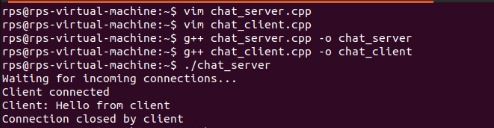 rps@rps-virtual-machine:~$ vim chat_server.cpp
rps@rps-virtual-machine:~$ vim chat_client.cpp
rps@rps-virtual-machine:~$ g++ chat_server.cpp -o chat_server
rps@rps-virtual-machine:~$ g++ chat_client.cpp -o chat_client
rps@rps-virtual-machine:~$ ./chat_server
Waiting for incoming connections...
Client connected
Client: Hello from client
Connection closed by client